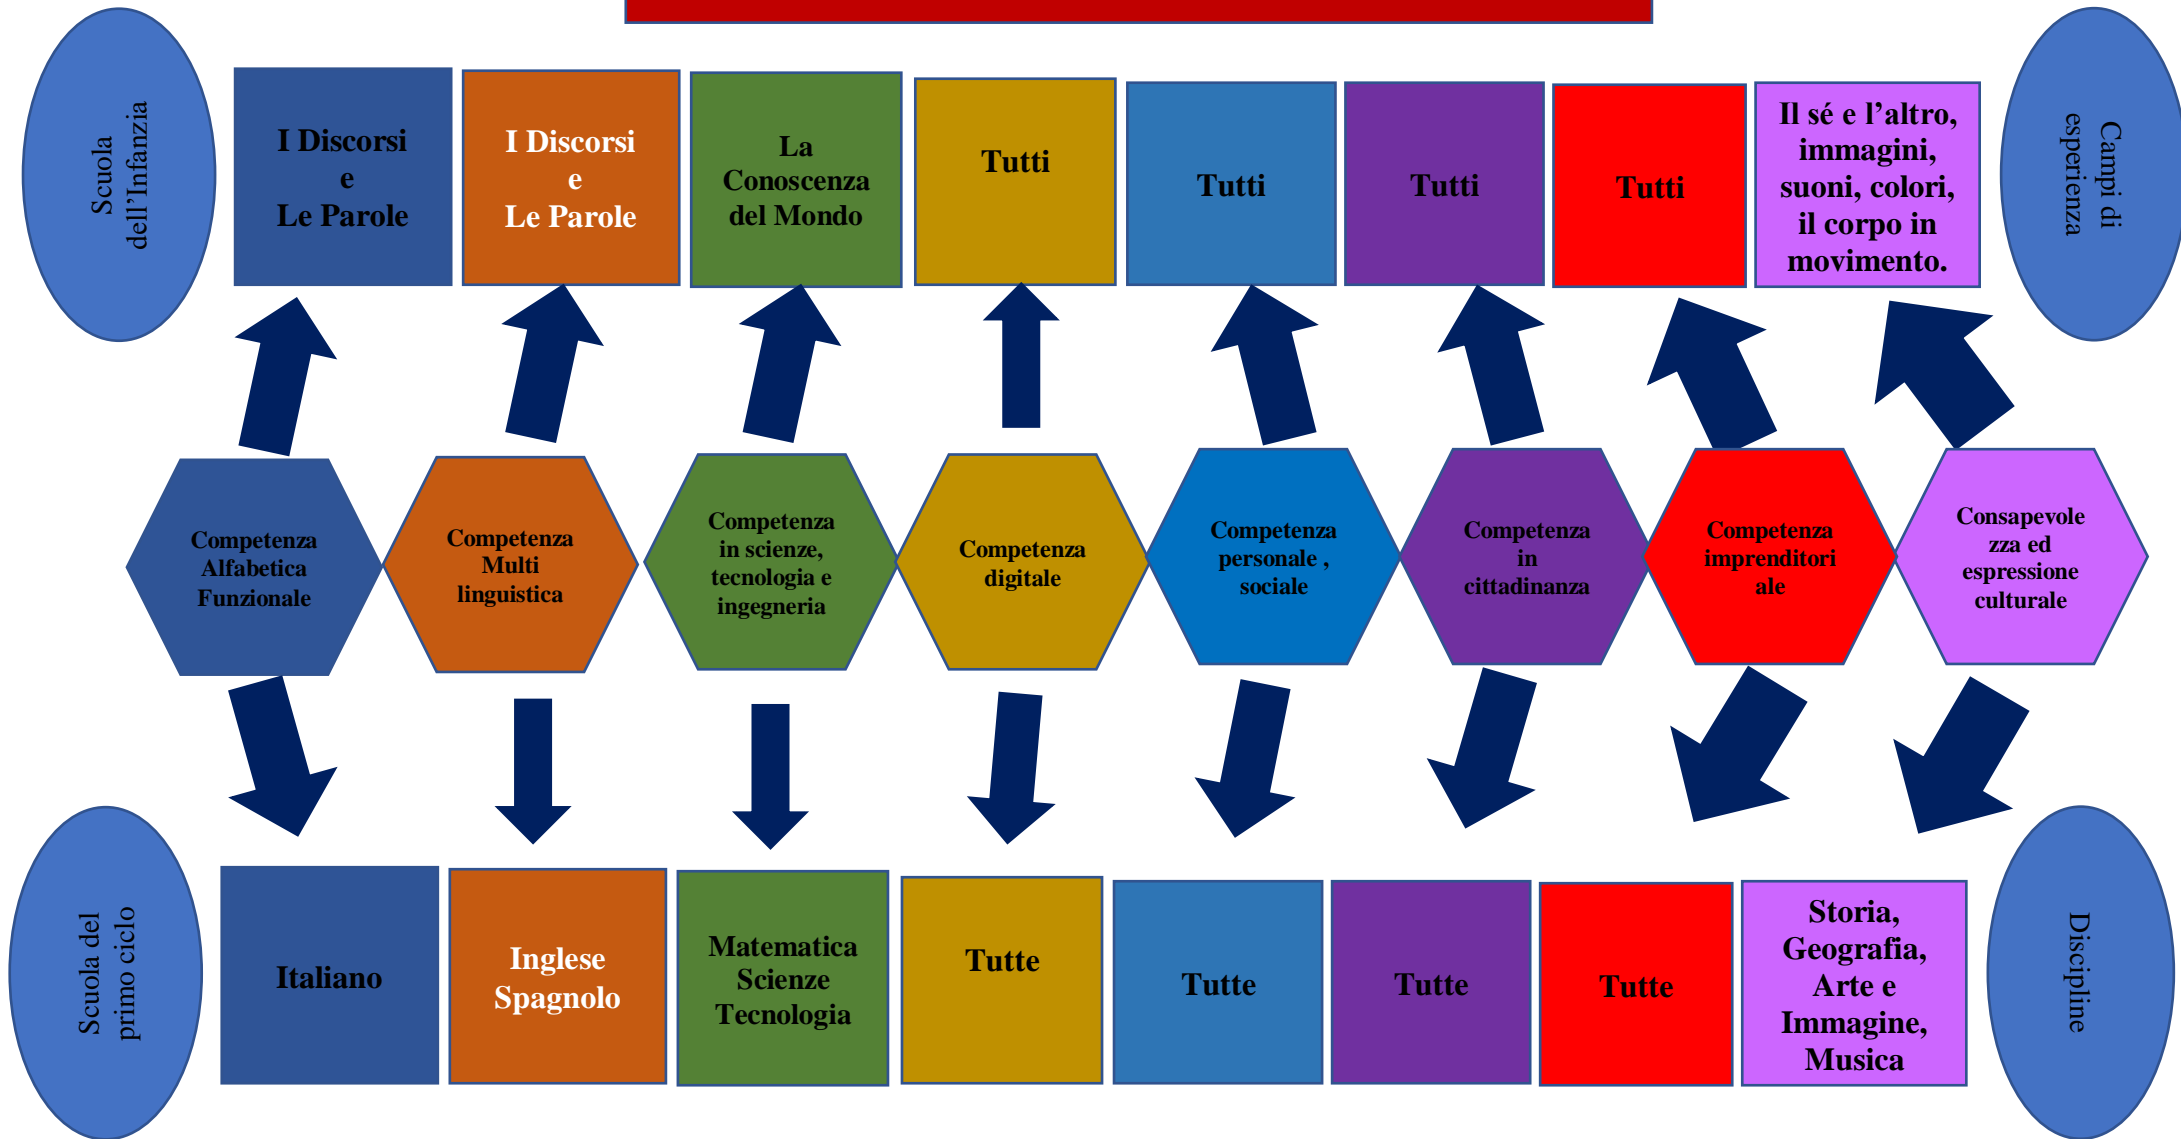 Scuola
dell'Infanzia
I Discorsi
e
Le Parole
I Discorsi
e
Le Parole
La
Conoscenza
del Mondo
Tutti
Tutti
Tutti
Tutti
Il sé e l’altro,
immagini,
suoni, colori,
il corpo in
movimento.
Campi di
esperienza
Competenza
Alfabetica
Funzionale
Competenza
Multi
linguistica
Competenza
in scienze,
tecnologia e
ingegneria
Competenza
digitale
Competenza
personale ,
sociale
Competenza
in
cittadinanza
Competenza
imprenditori
ale
Consapevole
zza ed
espressione
culturale
Scuola del
primo ciclo
Italiano
Inglese
Spagnolo
Matematica
Scienze
Tecnologia
Tutte
Tutte
Tutte
Tutte
Storia,
Geografia,
Arte e
Immagine,
Musica
Discipline